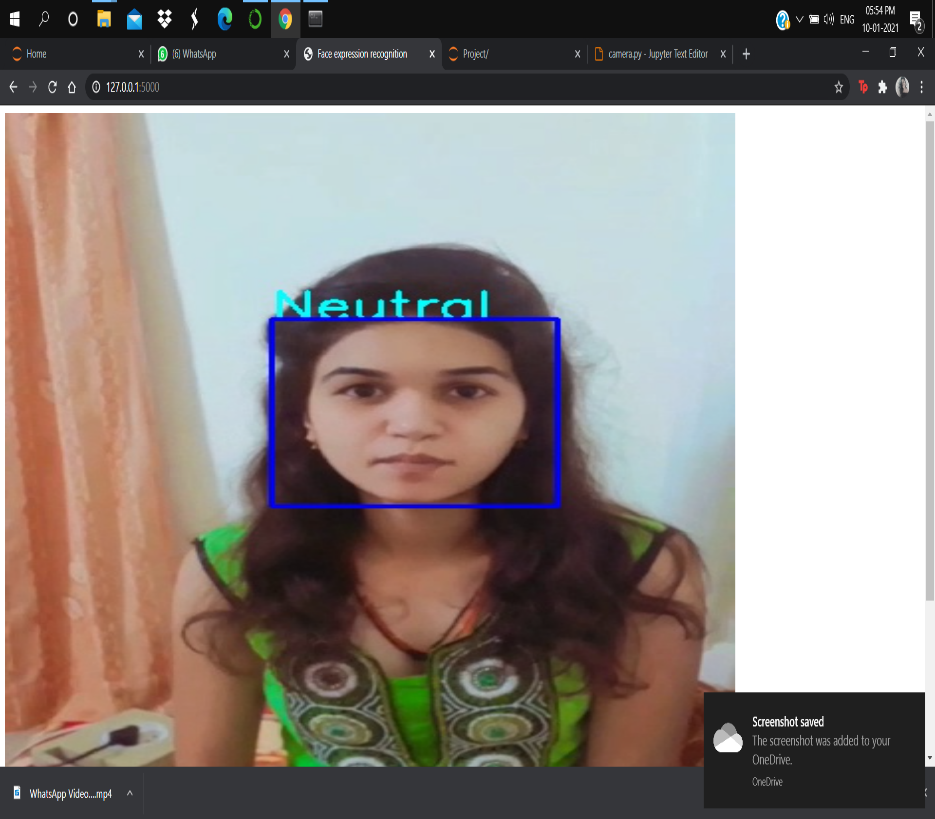 ENG
05:54 PM
10-01-2021
2
Home
(6) WhatsApp
Face expression recognition
Project/
camera.py - Jupyter Text Editor
127.0.0.1:5000
Neutral
Screenshot saved
The screenshot was added to your
OneDrive.
OneDrive
WhatsApp Video....mp4